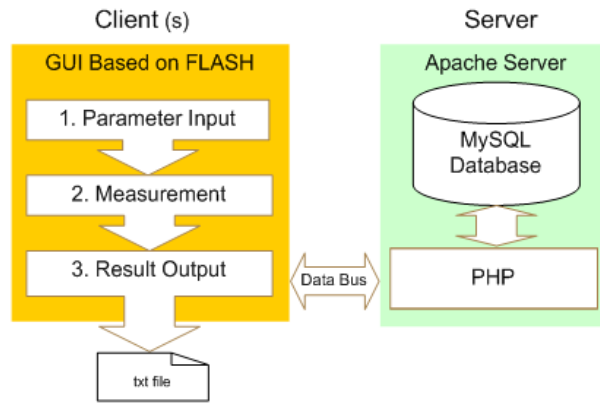 Client (s)
GUI Based on FLASH
1. Parameter Input
2. Measurement
3. Result Output
txt file
Data Bus
Server
Apache Server
MySQL
Database
PHP